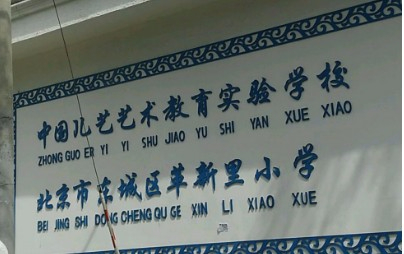 中国儿艺艺术教育实验学校
ZHONG GUO ER YI YI SHU JIAO YU SHI YAN XUE XIAO
北京市东城区革新里小学
BEI JING SHI DONG CHENG QU GE XIN LI XIAO XUE